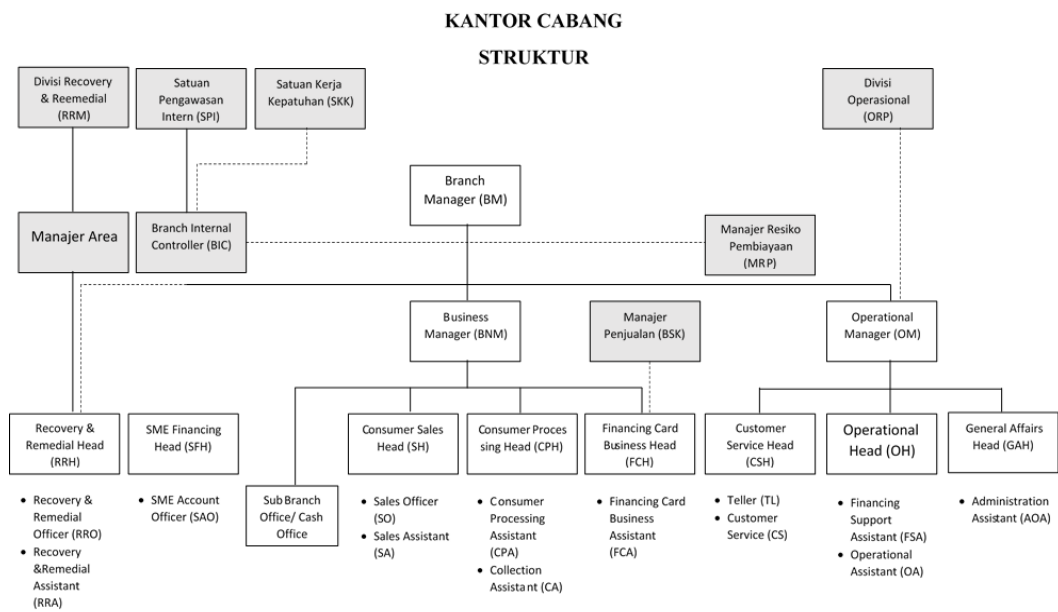 KANTOR CABANG
STRUKTUR
Divisi Recovery
& Reemedial
(RRM)
Satuan
Pengawasan
Intern (SPI)
Satuan Kerja
Kepatuhan (SKK)
Divisi
Operasional
(ORP)
Branch
Manager (BM)
Manajer Area
Branch Internal
Controller (BIC)
Manajer Resiko
Pembiayaan
(MRP)
Business
Manager (BNM)
Manajer
Penjualan (BSK)
Operational
Manager (OM)
Recovery &
Remedial Head
(RRH)
SME Financing
Head (SFH)
Consumer Sales
Head (SH)
Consumer Proces
sing Head (CPH)
Financing Card
Business Head
(FCH)
Customer
Service Head
(CSH)
Operational
Head (OH)
General Affairs
Head (GAH)
• Recovery &
Remedial
Officer (RRO)
• Recovery
&Remedial
Assistant
(RRA)
• SME Account
Officer (SAO)
Sub Branch
Office/ Cash
Office
• Sales Officer
(SO)
• Sales Assistant
(SA)
• Consumer
Processing
Assistant
(CPA)
• Collection
Assistant (CA)
• Financing Card
Business
Assistant
(FCA)
• Teller (TL)
• Customer
Service (CS)
• Financing
Support
Assistant (FSA)
• Operational
Assistant (OA)
• Administration
Assistant (AOA)